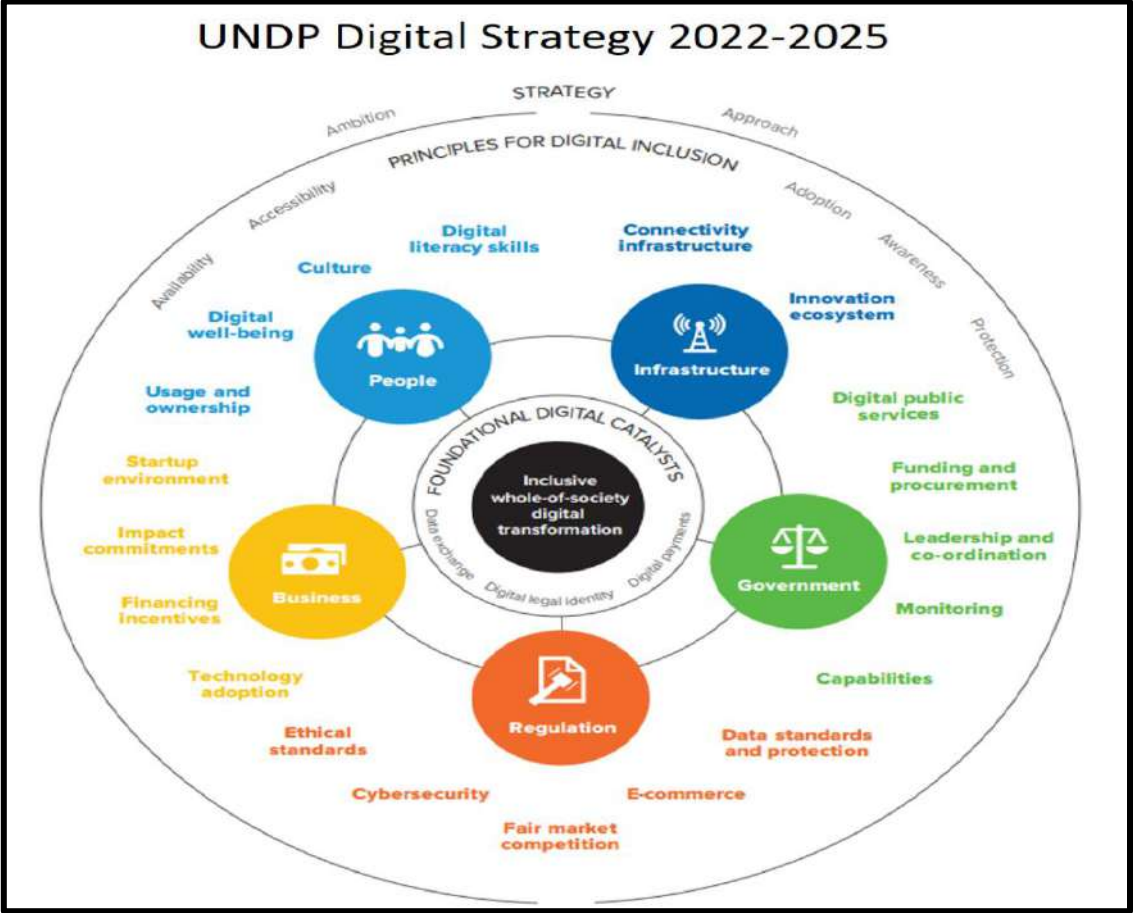 UNDP Digital Strategy 2022-2025
STRATEGY
Ambition
Approach
PRINCIPLES FOR DIGITAL INCLUSION
Availability
Accessibility
Adoption
Awareness
Protection
Digital
literacy skills
Culture
Digital
well-being
Usage and
ownership
People
Connectivity
infrastructure
Innovation
ecosystem
Infrastructure
Digital public
services
Funding and
procurement
Leadership and
co-ordination
Monitoring
Capabilities
Government
FOUNDATIONAL DIGITAL CATALYSTS
Inclusive
whole-of-society
digital
transformation
Data exchange
Digital legal identity
Digital payments
Startup
environment
Impact
commitments
Financing
incentives
Technology
adoption
Business
Regulation
Ethical
standards
Cybersecurity
Fair market
competition
E-commerce
Data standards
and protection